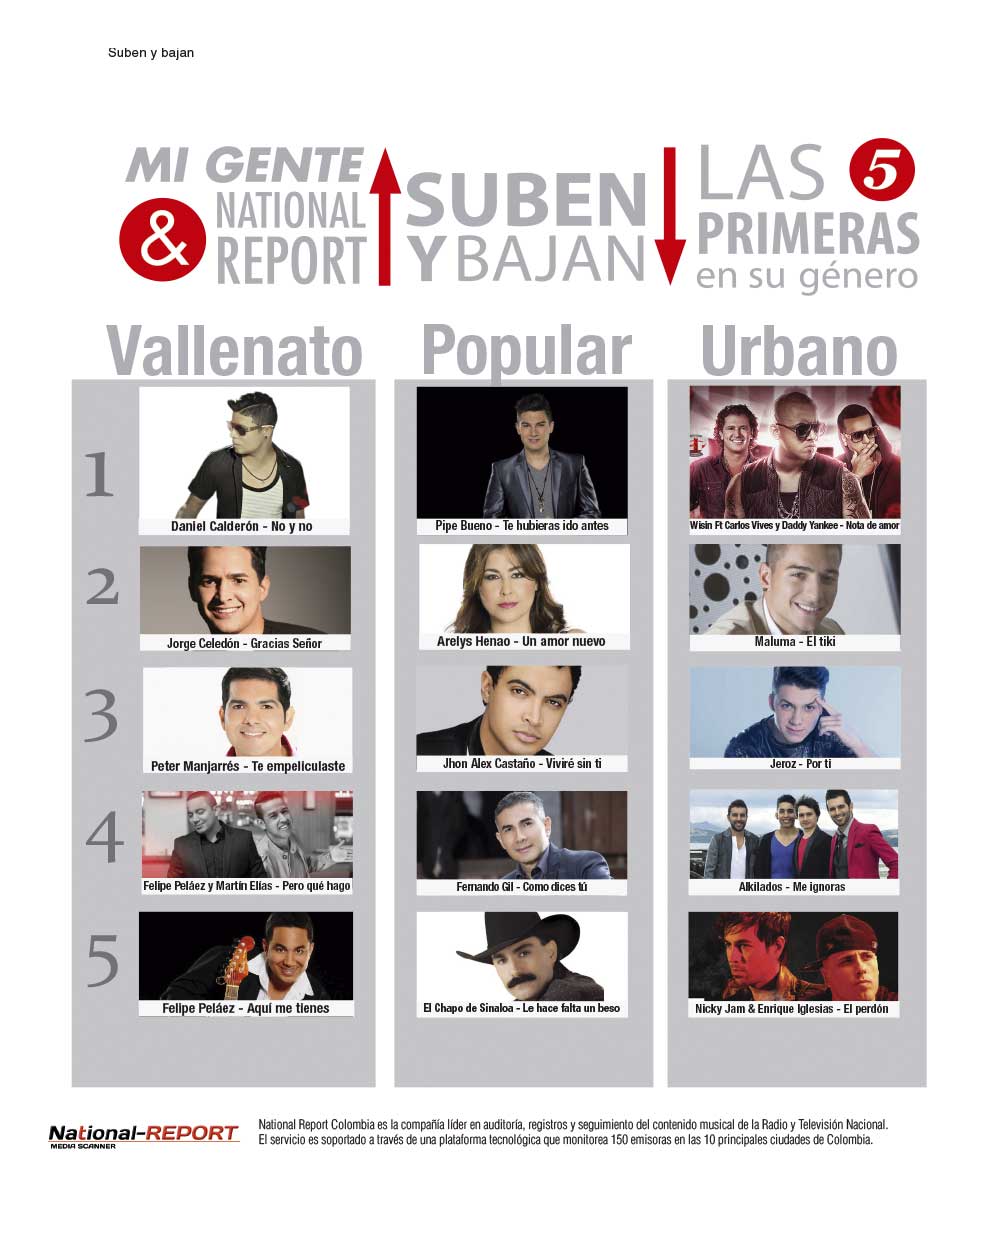 Suben y bajan
MI GENTE
&
NATIONAL
REPORT
SUBEN
Y BAJAN
LAS 5
PRIMERAS
en su género
Vallenato
1
Daniel Calderón - No y no
2
Jorge Celedón - Gracias Señor
3
Peter Manjarrés - Te empeliculaste
4
Felipe Peláez y Martín Elías - Pero qué hago
5
Felipe Peláez - Aquí me tienes
Popular
Pipe Bueno - Te hubieras ido antes
Arelys Henao - Un amor nuevo
Jhon Alex Castaño - Viviré sin ti
Fernando Gil - Como dices tú
El Chapo de Sinaloa - Le hace falta un beso
Urbano
Wisin Ft Carlos Vives y Daddy Yankee - Nota de amor
Maluma - El tiki
Jeroz - Por ti
Alkilados - Me ignoras
Nicky Jam & Enrique Iglesias - El perdón
National-REPORT
MEDIA SCANNER
National Report Colombia es la compañía líder en auditoría, registros y seguimiento del contenido musical de la Radio y Televisión Nacional.
El servicio es soportado a través de una plataforma tecnológica que monitorea 150 emisoras en las 10 principales ciudades de Colombia.